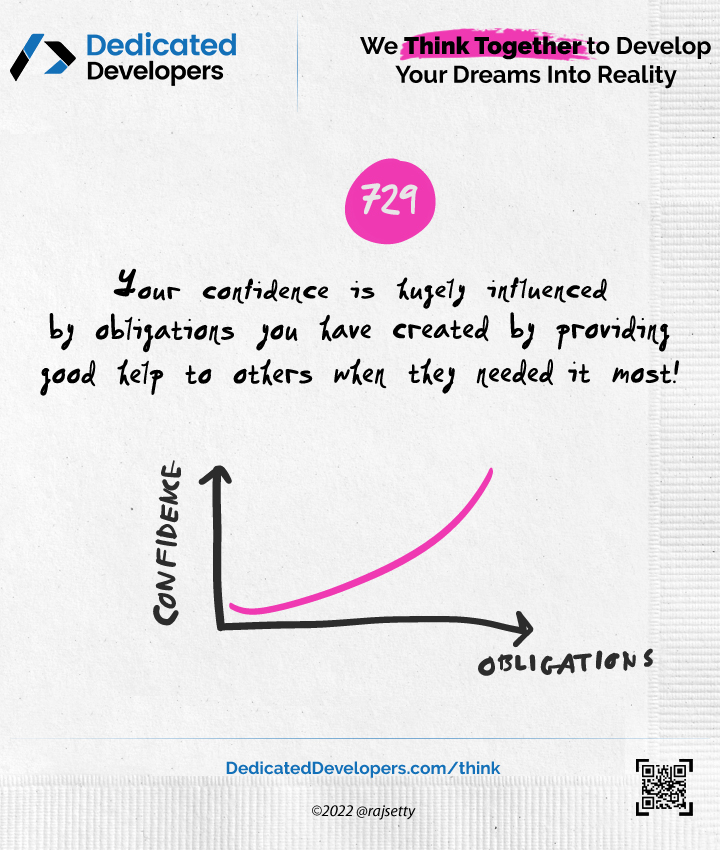 Dedicated
Developers
We Think Together to Develop
Your Dreams Into Reality
729
Your confidence is hugely influenced
by obligations you have created by providing
good help to others when they needed it most!
CONFIDENCE
OBLIGATIONS
DedicatedDevelopers.com/think
©2022 @rajsetty